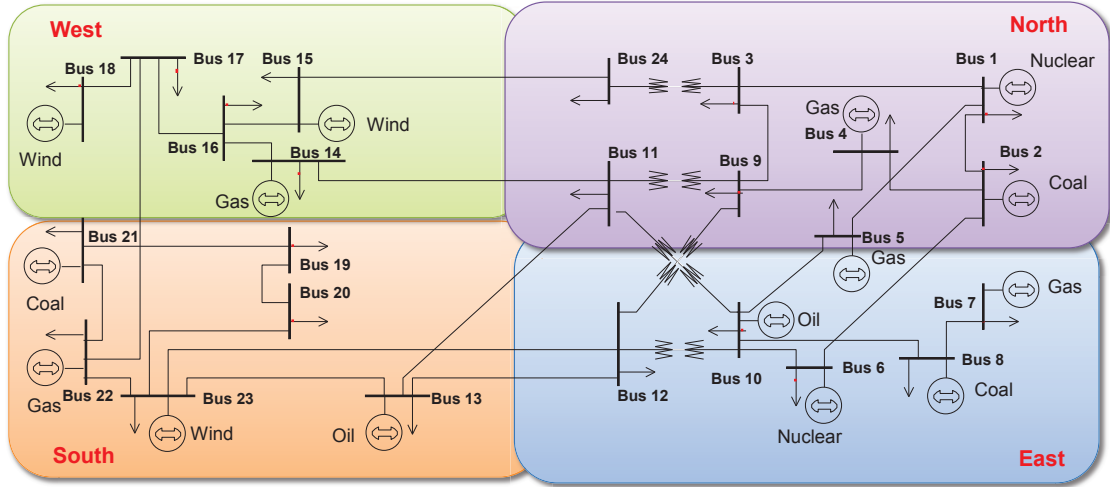 West
North
Bus 17
Bus 15
Bus 18
Bus 24
Bus 3
Bus 1
Nuclear
Gas
Wind
Wind
Bus 16
Bus 14
Bus 11
Bus 9
Bus 4
Bus 2
Coal
Gas
Bus 21
Bus 5
Gas
Bus 19
Coal
Bus 20
Bus 7
Gas
Oil
Bus 8
Bus 22
Bus 23
Bus 13
Bus 12
Bus 10
Bus 6
Coal
Gas
Wind
Oil
Nuclear
South
East